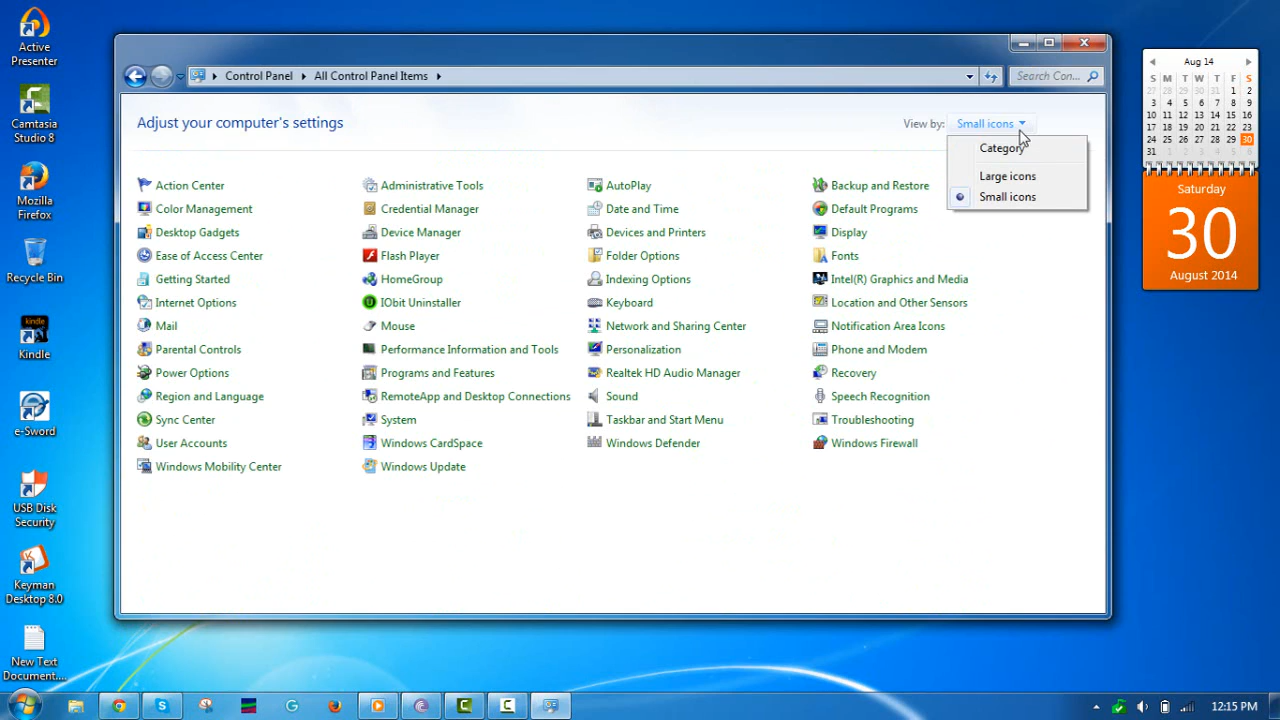 Active
Presenter
Camtasia
Studio 8
Mozilla
Firefox
Recycle Bin
Kindle
e-Sword
USB Disk
Security
Keyman
Desktop 8.0
New Text
Document....
Control Panel
All Control Panel Items
Search Con...
Adjust your computer's settings
View by:
Small icons
Category
Large icons
Small icons
Action Center
Administrative Tools
AutoPlay
Backup and Restore
Color Management
Credential Manager
Date and Time
Default Programs
Desktop Gadgets
Device Manager
Devices and Printers
Display
Ease of Access Center
Flash Player
Folder Options
Fonts
Getting Started
HomeGroup
Indexing Options
Intel(R) Graphics and Media
Internet Options
IObit Uninstaller
Keyboard
Location and Other Sensors
Mail
Mouse
Network and Sharing Center
Notification Area Icons
Parental Controls
Performance Information and Tools
Personalization
Phone and Modem
Power Options
Programs and Features
Realtek HD Audio Manager
Recovery
Region and Language
RemoteApp and Desktop Connections
Sound
Speech Recognition
Sync Center
System
Taskbar and Start Menu
Troubleshooting
User Accounts
Windows CardSpace
Windows Defender
Windows Firewall
Windows Mobility Center
Windows Update
Aug 14
S M T W T F S
27 28 29 30 31 1 2
3 4 5 6 7 8 9
10 11 12 13 14 15 16
17 18 19 20 21 22 23
24 25 26 27 28 29 30
31 1 2 3 4 5 6
Saturday
30
August 2014
12:15 PM